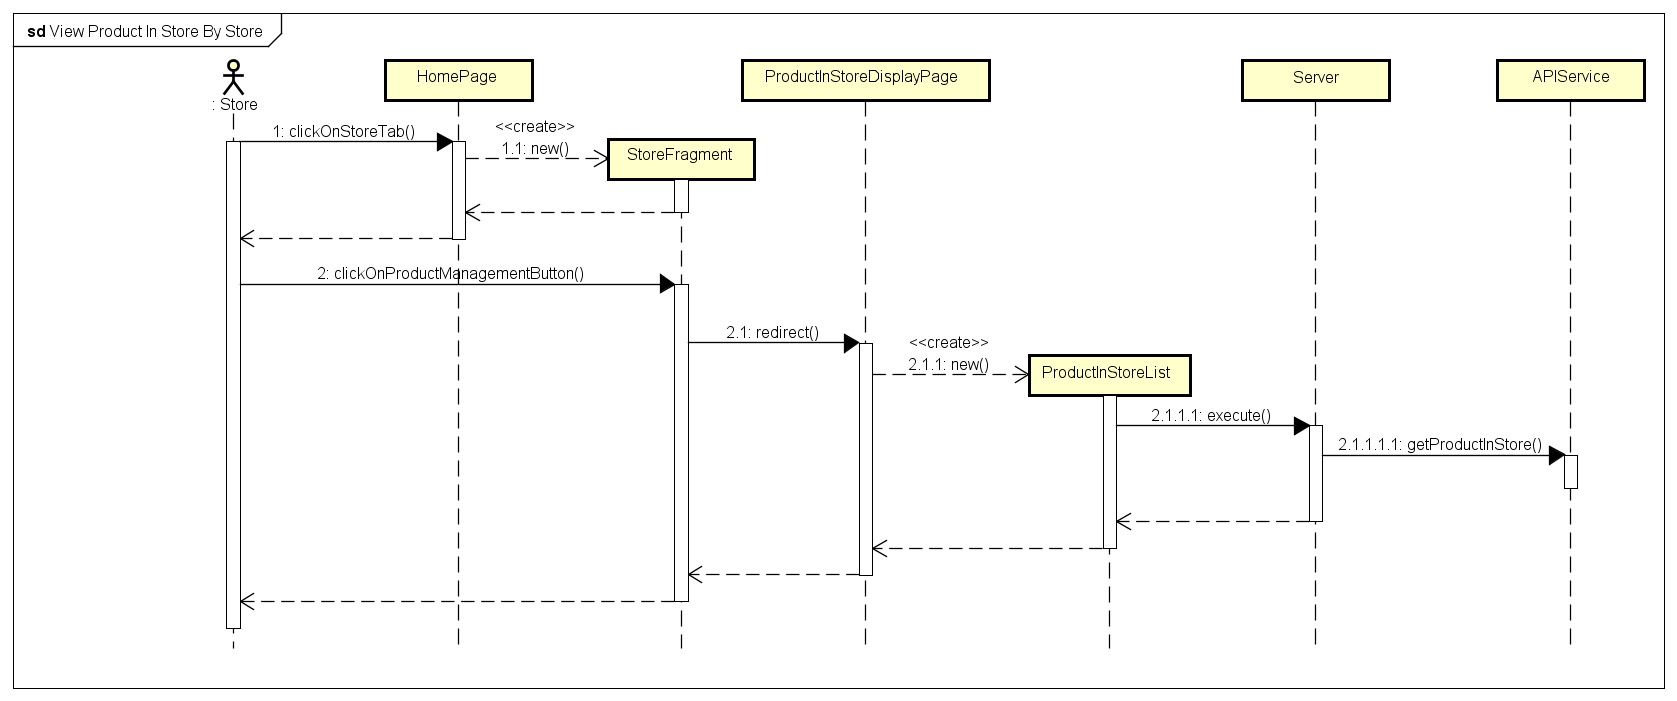 sd View Product In Store By Store
: Store
HomePage
ProductInStoreDisplayPage
Server
APIService
1: clickOnStoreTab()
<<create>>
1.1: new()
StoreFragment
2: clickOnProductManagementButton()
2.1: redirect()
<<create>>
2.1.1: new()
ProductInStoreList
2.1.1.1: execute()
2.1.1.1.1: getProductInStore()